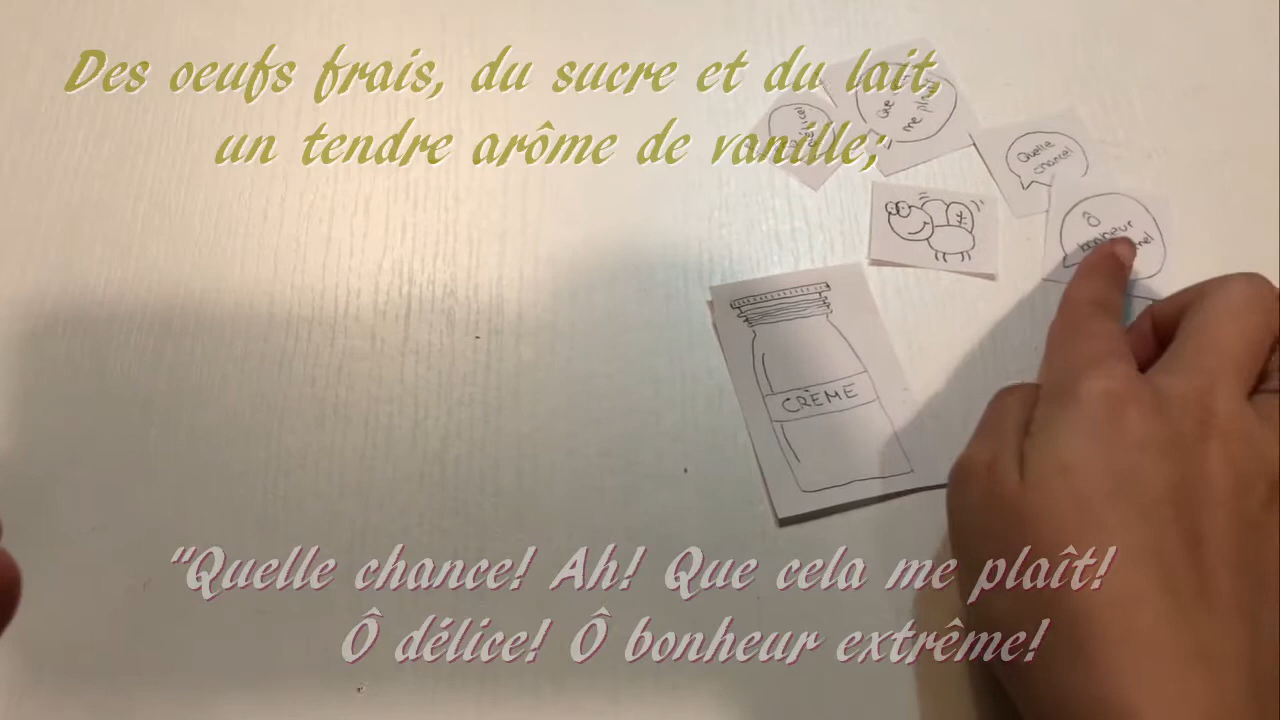 Des oeufs frais, du sucre et du lait,
un tendre arôme de vanille;
Que
me plaît!
Quelle
chance!
Ô
bonheur
CRÈME
"Quelle chance! Ah! Que cela me plaît!
Ô délice! Ô bonheur extrême!